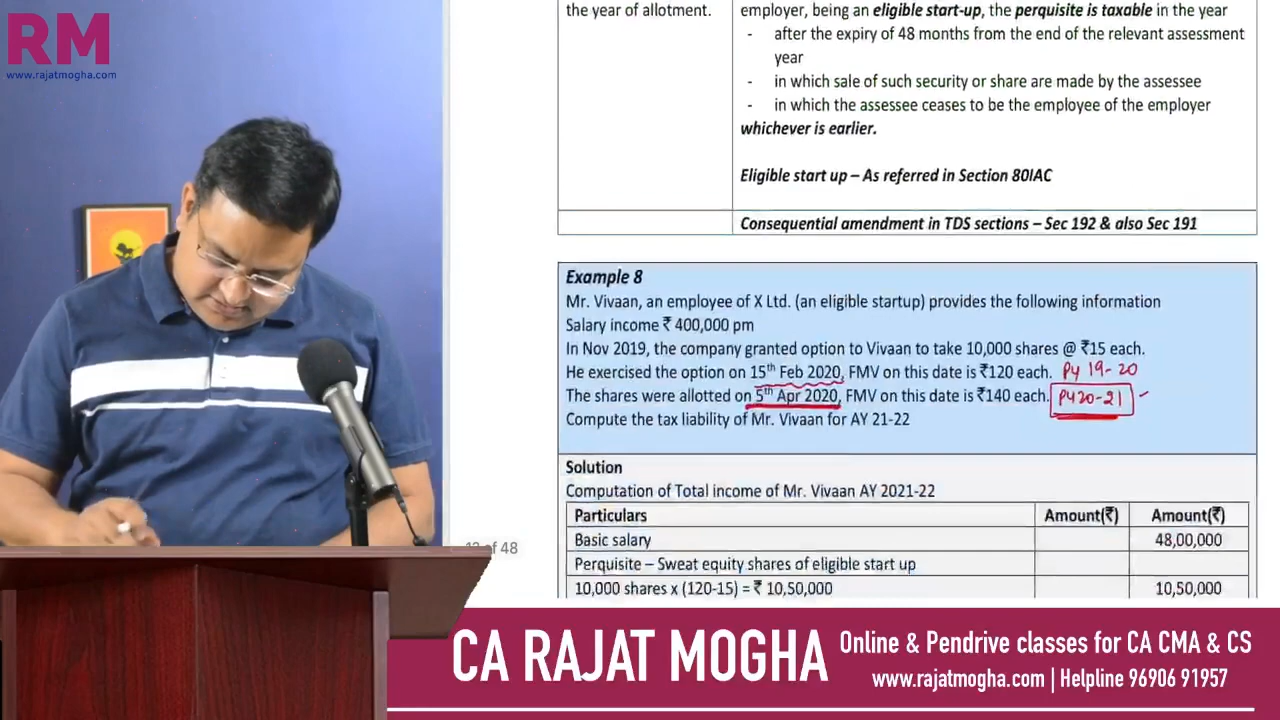 RM
www.rajatmogha.com
the year of allotment.
employer, being an eligible start-up, the perquisite is taxable in the year
- after the expiry of 48 months from the end of the relevant assessment
year
- in which sale of such security or share are made by the assessee
- in which the assessee ceases to be the employee of the employer
whichever is earlier.
Eligible start up – As referred in Section 80IAC
Consequential amendment in TDS sections – Sec 192 & also Sec 191
Example 8
Mr. Vivaan, an employee of X Ltd. (an eligible startup) provides the following information
Salary income ₹ 400,000 pm
In Nov 2019, the company granted option to Vivaan to take 10,000 shares @ ₹15 each.
He exercised the option on 15th Feb 2020, FMV on this date is ₹120 each. PY 19-20
The shares were allotted on 5th Apr 2020, FMV on this date is ₹140 each. PY 20-21
Compute the tax liability of Mr. Vivaan for AY 21-22
Solution
Computation of Total income of Mr. Vivaan AY 2021-22
Particulars Amount(₹) Amount(₹)
Basic salary 48,00,000
Perquisite – Sweat equity shares of eligible start up
10,000 shares x (120-15) = ₹ 10,50,000 10,50,000
of 48
CA RAJAT MOGHA
Online & Pendrive classes for CA CMA & CS
www.rajatmogha.com | Helpline 96906 91957